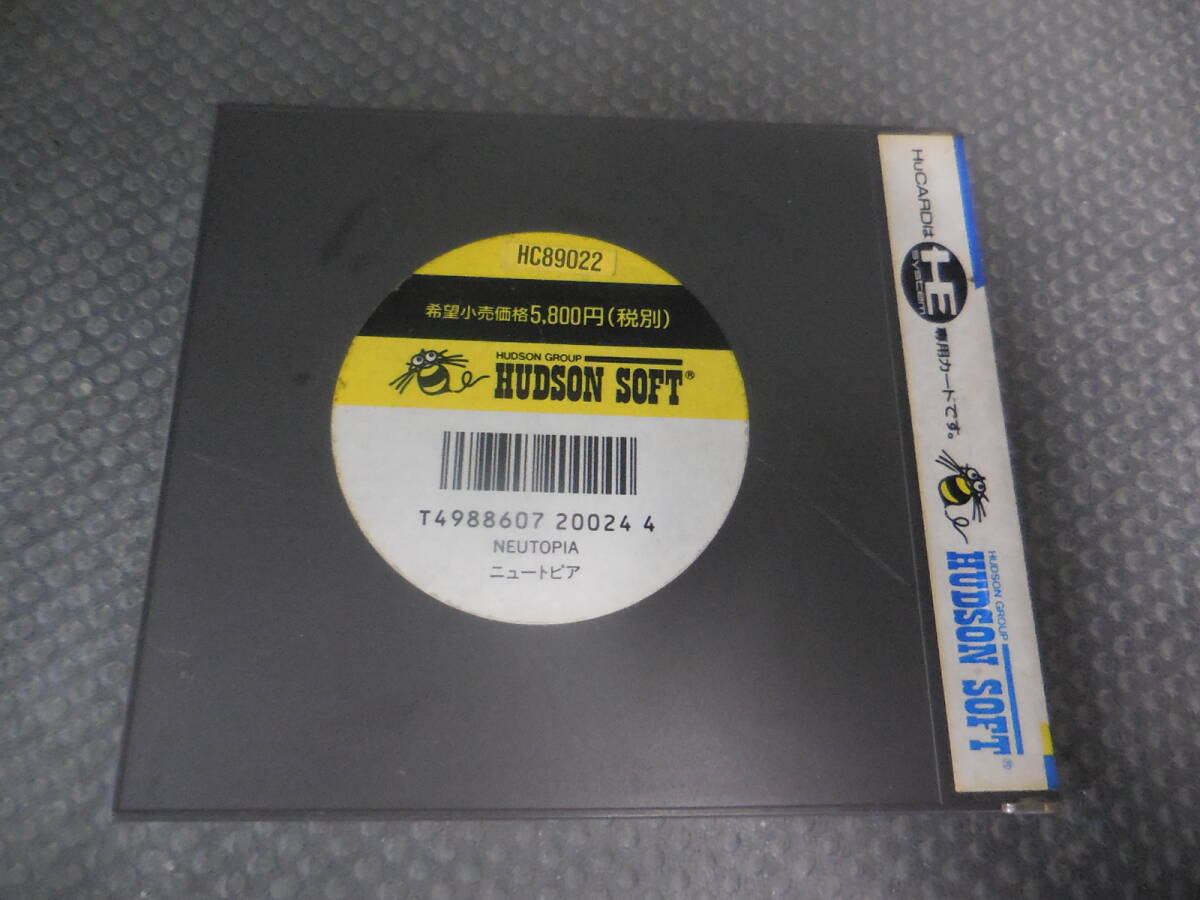 HC89022
希望小売価格5,800円(税別)
HUDSON GROUP
HUDSON SOFT®
T4988607 20024 4
NEUTOPIA
ニュートピア
HuCARDは HE system 専用カードです。
HUDSON GROUP
HUDSON SOFT®